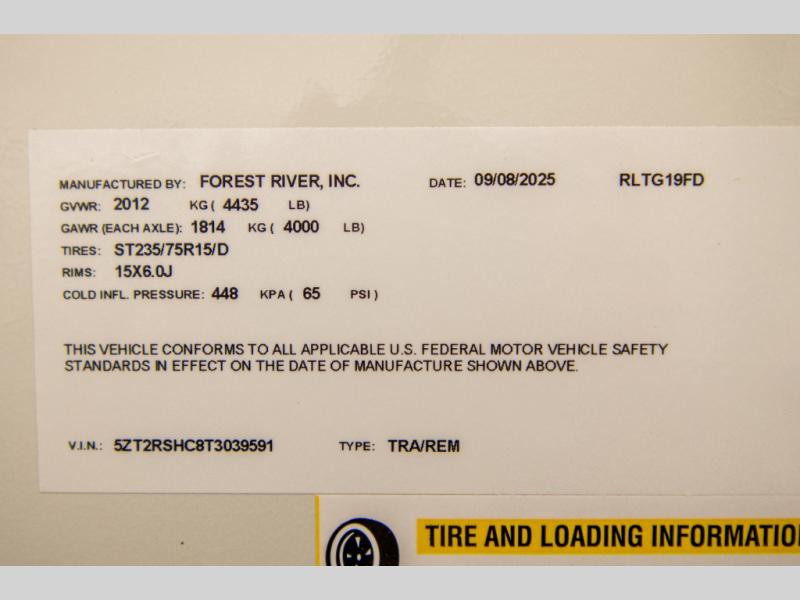 MANUFACTURED BY: FOREST RIVER, INC. DATE: 09/08/2025 RLTG19FD
GVWR: 2012 KG ( 4435 LB)
GAWR (EACH AXLE): 1814 KG ( 4000 LB)
TIRES: ST235/75R15/D
RIMS: 15X6.0J
COLD INFL. PRESSURE: 448 KPA ( 65 PSI )
THIS VEHICLE CONFORMS TO ALL APPLICABLE U.S. FEDERAL MOTOR VEHICLE SAFETY
STANDARDS IN EFFECT ON THE DATE OF MANUFACTURE SHOWN ABOVE.
V.I.N.: 5ZT2RSHC8T3039591 TYPE: TRA/REM
TIRE AND LOADING INFORMATIO